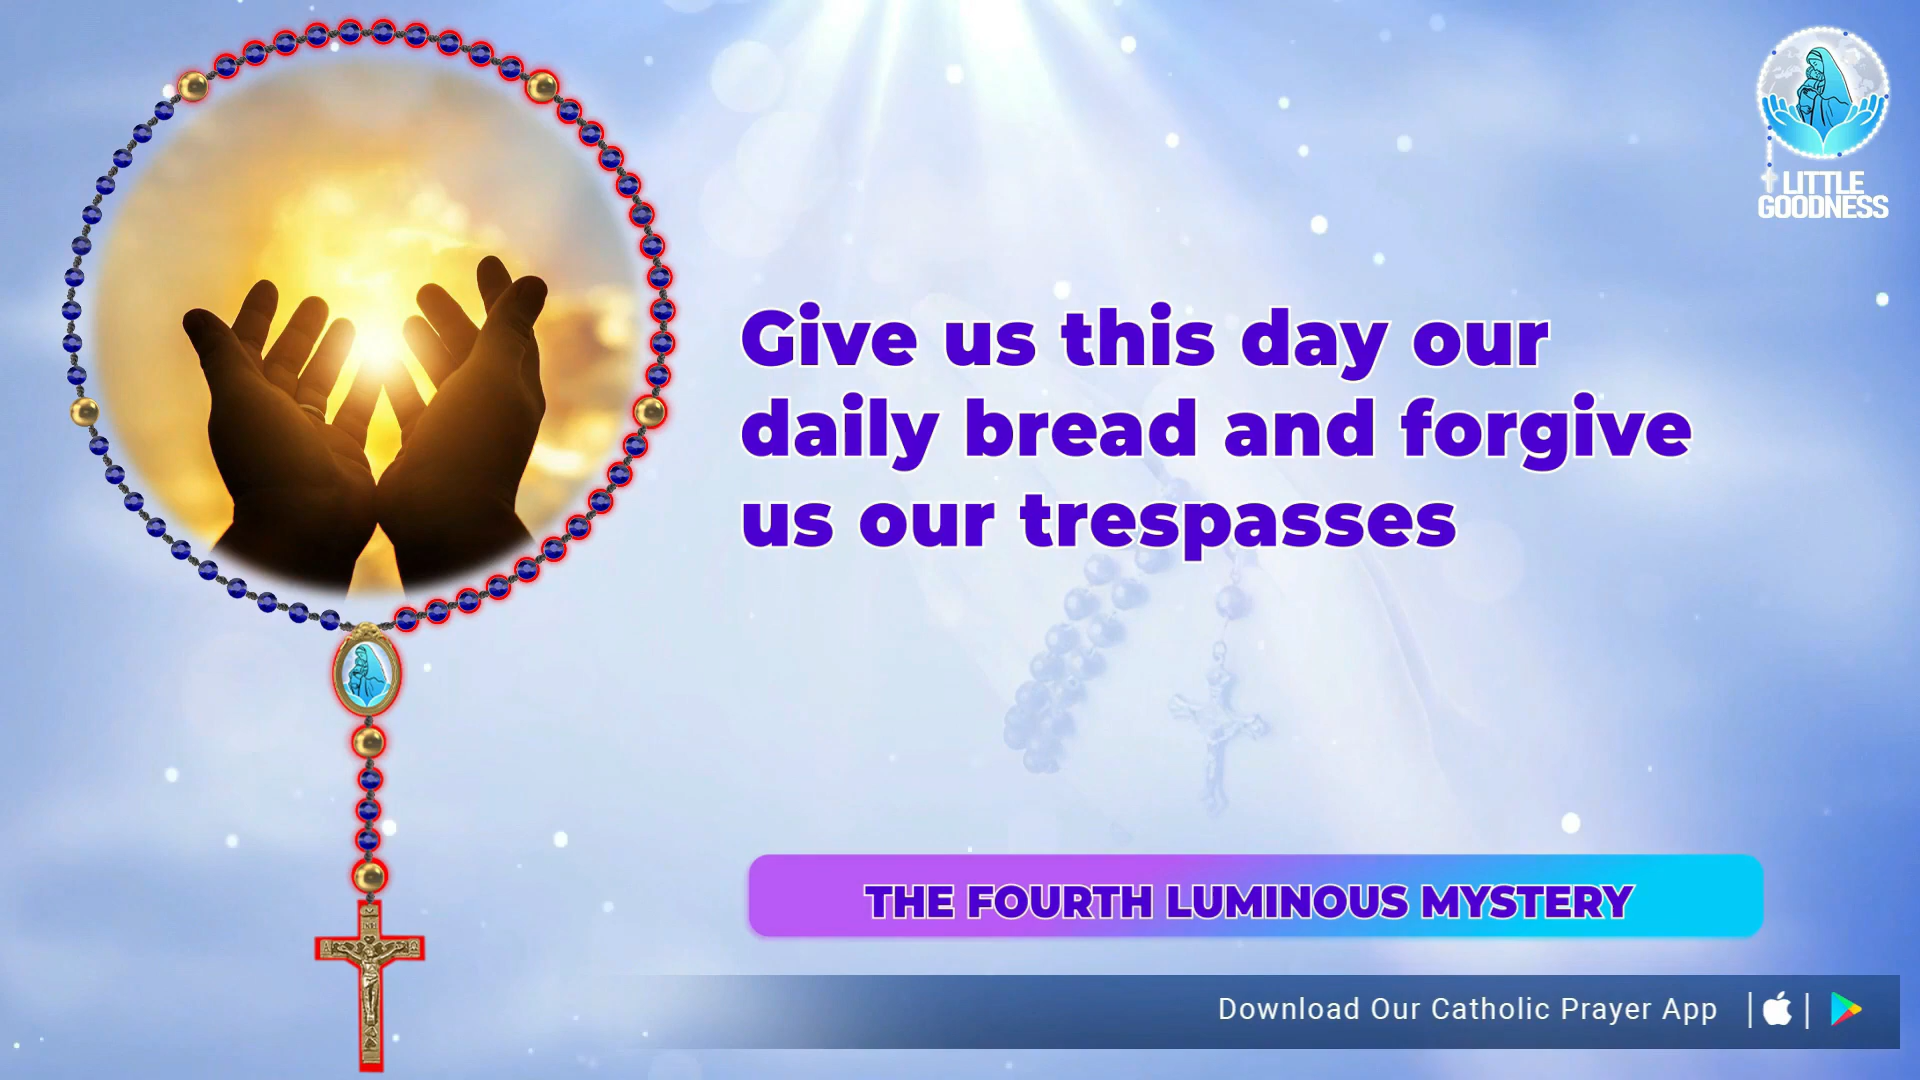 LITTLE
GOODNESS
Give us this day our
daily bread and forgive
us our trespasses
THE FOURTH LUMINOUS MYSTERY
Download Our Catholic Prayer App